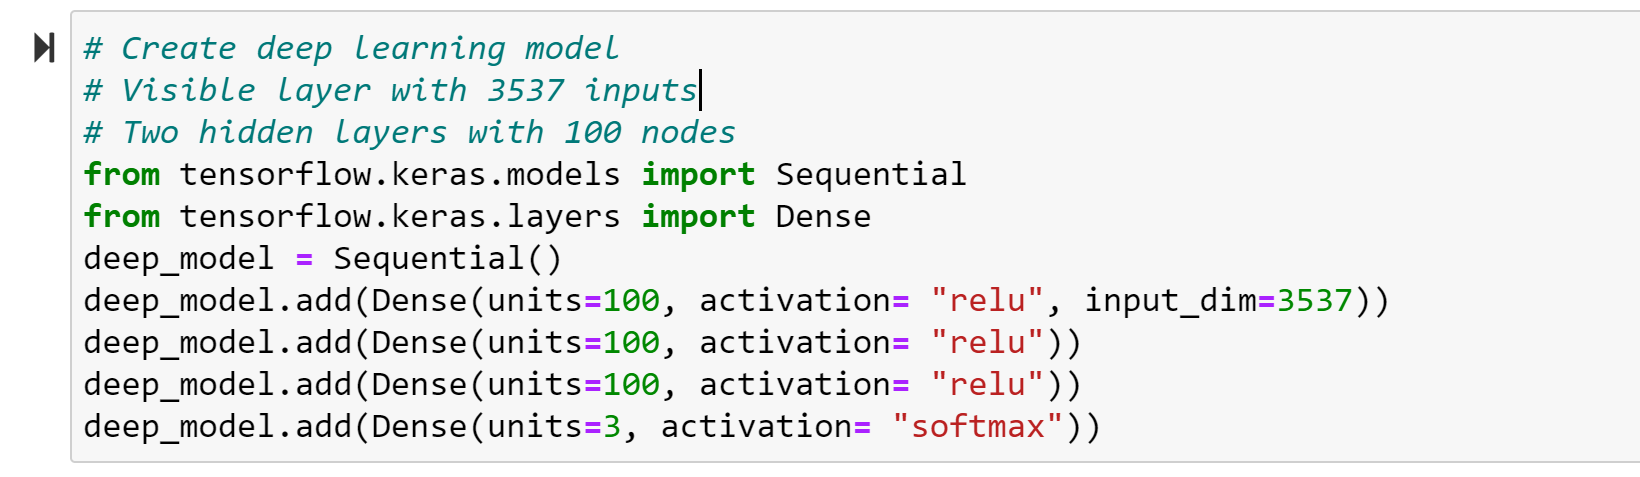 # Create deep learning model
# Visible layer with 3537 inputs
# Two hidden layers with 100 nodes
from tensorflow.keras.models import Sequential
from tensorflow.keras.layers import Dense
deep_model = Sequential()
deep_model.add(Dense(units=100, activation= "relu", input_dim=3537))
deep_model.add(Dense(units=100, activation= "relu"))
deep_model.add(Dense(units=100, activation= "relu"))
deep_model.add(Dense(units=3, activation= "softmax"))